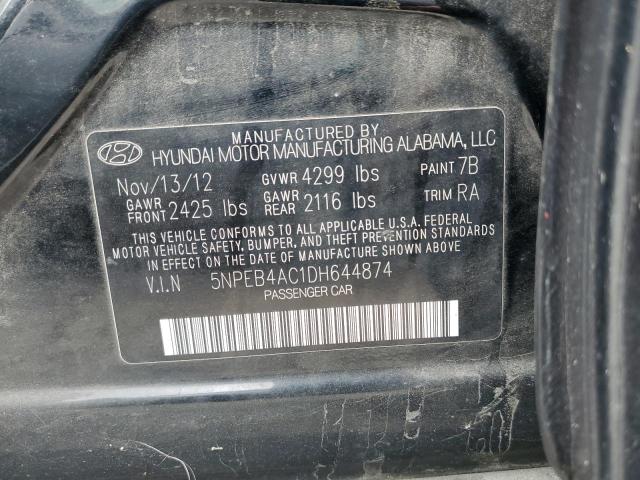 MANUFACTURED BY
HYUNDAI MOTOR MANUFACTURING ALABAMA, LLC
Nov/13/12 GVWR 4299 lbs PAINT 7B
GAWR FRONT 2425 lbs GAWR REAR 2116 lbs TRIM RA
THIS VEHICLE CONFORMS TO ALL APPLICABLE U.S.A. FEDERAL
MOTOR VEHICLE SAFETY, BUMPER, AND THEFT PREVENTION STANDARDS
IN EFFECT ON THE DATE OF MANUFACTURE SHOWN ABOVE
V.I.N 5NPEB4AC1DH644874
PASSENGER CAR